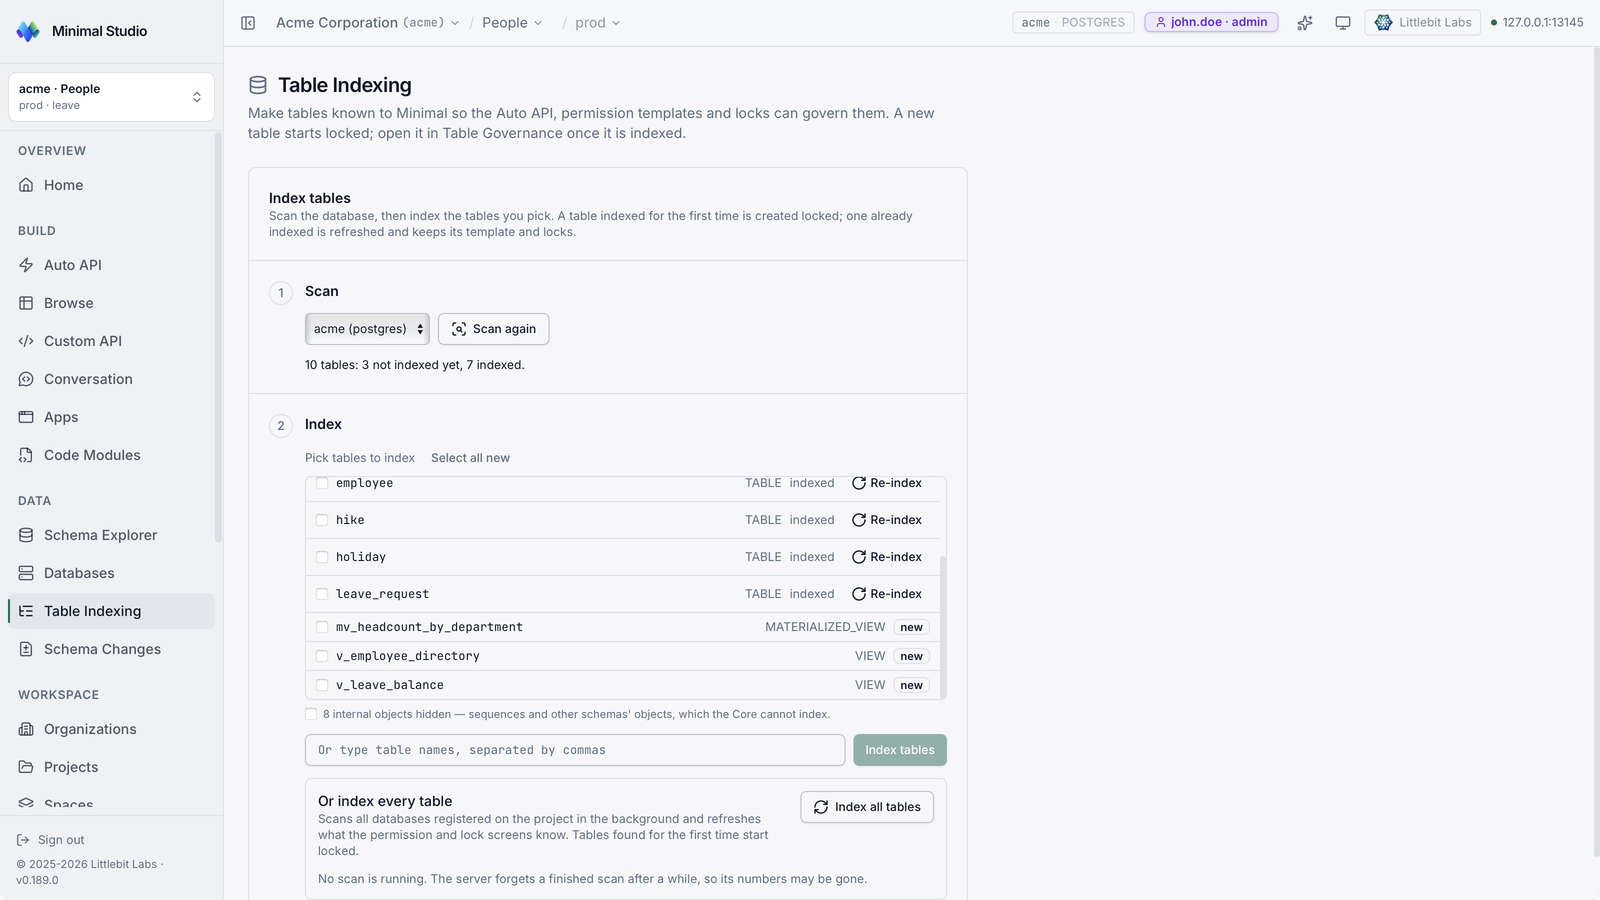 Minimal Studio
acme · People
prod · leave
OVERVIEW
Home
BUILD
Auto API
Browse
Custom API
Conversation
Apps
Code Modules
DATA
Schema Explorer
Databases
Table Indexing
Schema Changes
WORKSPACE
Organizations
Projects
Spaces
Sign out
© 2025-2026 Littlebit Labs ·
v0.189.0
Acme Corporation (acme) / People / prod
acme · POSTGRES
john.doe · admin
Littlebit Labs
127.0.0.1:13145
Table Indexing
Make tables known to Minimal so the Auto API, permission templates and locks can govern them. A new
table starts locked; open it in Table Governance once it is indexed.
Index tables
Scan the database, then index the tables you pick. A table indexed for the first time is created locked; one already
indexed is refreshed and keeps its template and locks.
1 Scan
acme (postgres) Scan again
10 tables: 3 not indexed yet, 7 indexed.
2 Index
Pick tables to index Select all new
employee TABLE indexed Re-index
hike TABLE indexed Re-index
holiday TABLE indexed Re-index
leave_request TABLE indexed Re-index
mv_headcount_by_department MATERIALIZED_VIEW new
v_employee_directory VIEW new
v_leave_balance VIEW new
8 internal objects hidden — sequences and other schemas' objects, which the Core cannot index.
Or type table names, separated by commas Index tables
Or index every table Index all tables
Scans all databases registered on the project in the background and refreshes
what the permission and lock screens know. Tables found for the first time start
locked.
No scan is running. The server forgets a finished scan after a while, so its numbers may be gone.